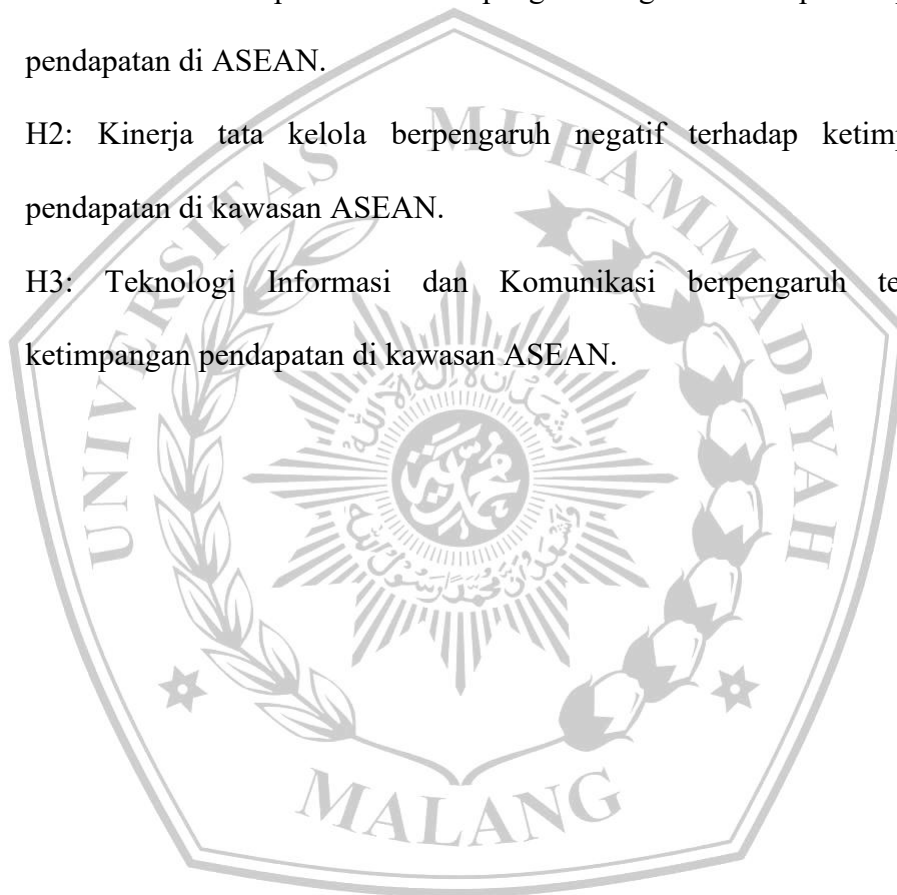 pendapatan di ASEAN.
H2: Kinerja tata kelola berpengaruh negatif terhadap ketimp
pendapatan di kawasan ASEAN.
H3: Teknologi Informasi dan Komunikasi berpengaruh te
ketimpangan pendapatan di kawasan ASEAN.
UNIVERSITAS MUHAMMADIYAH
MALANG